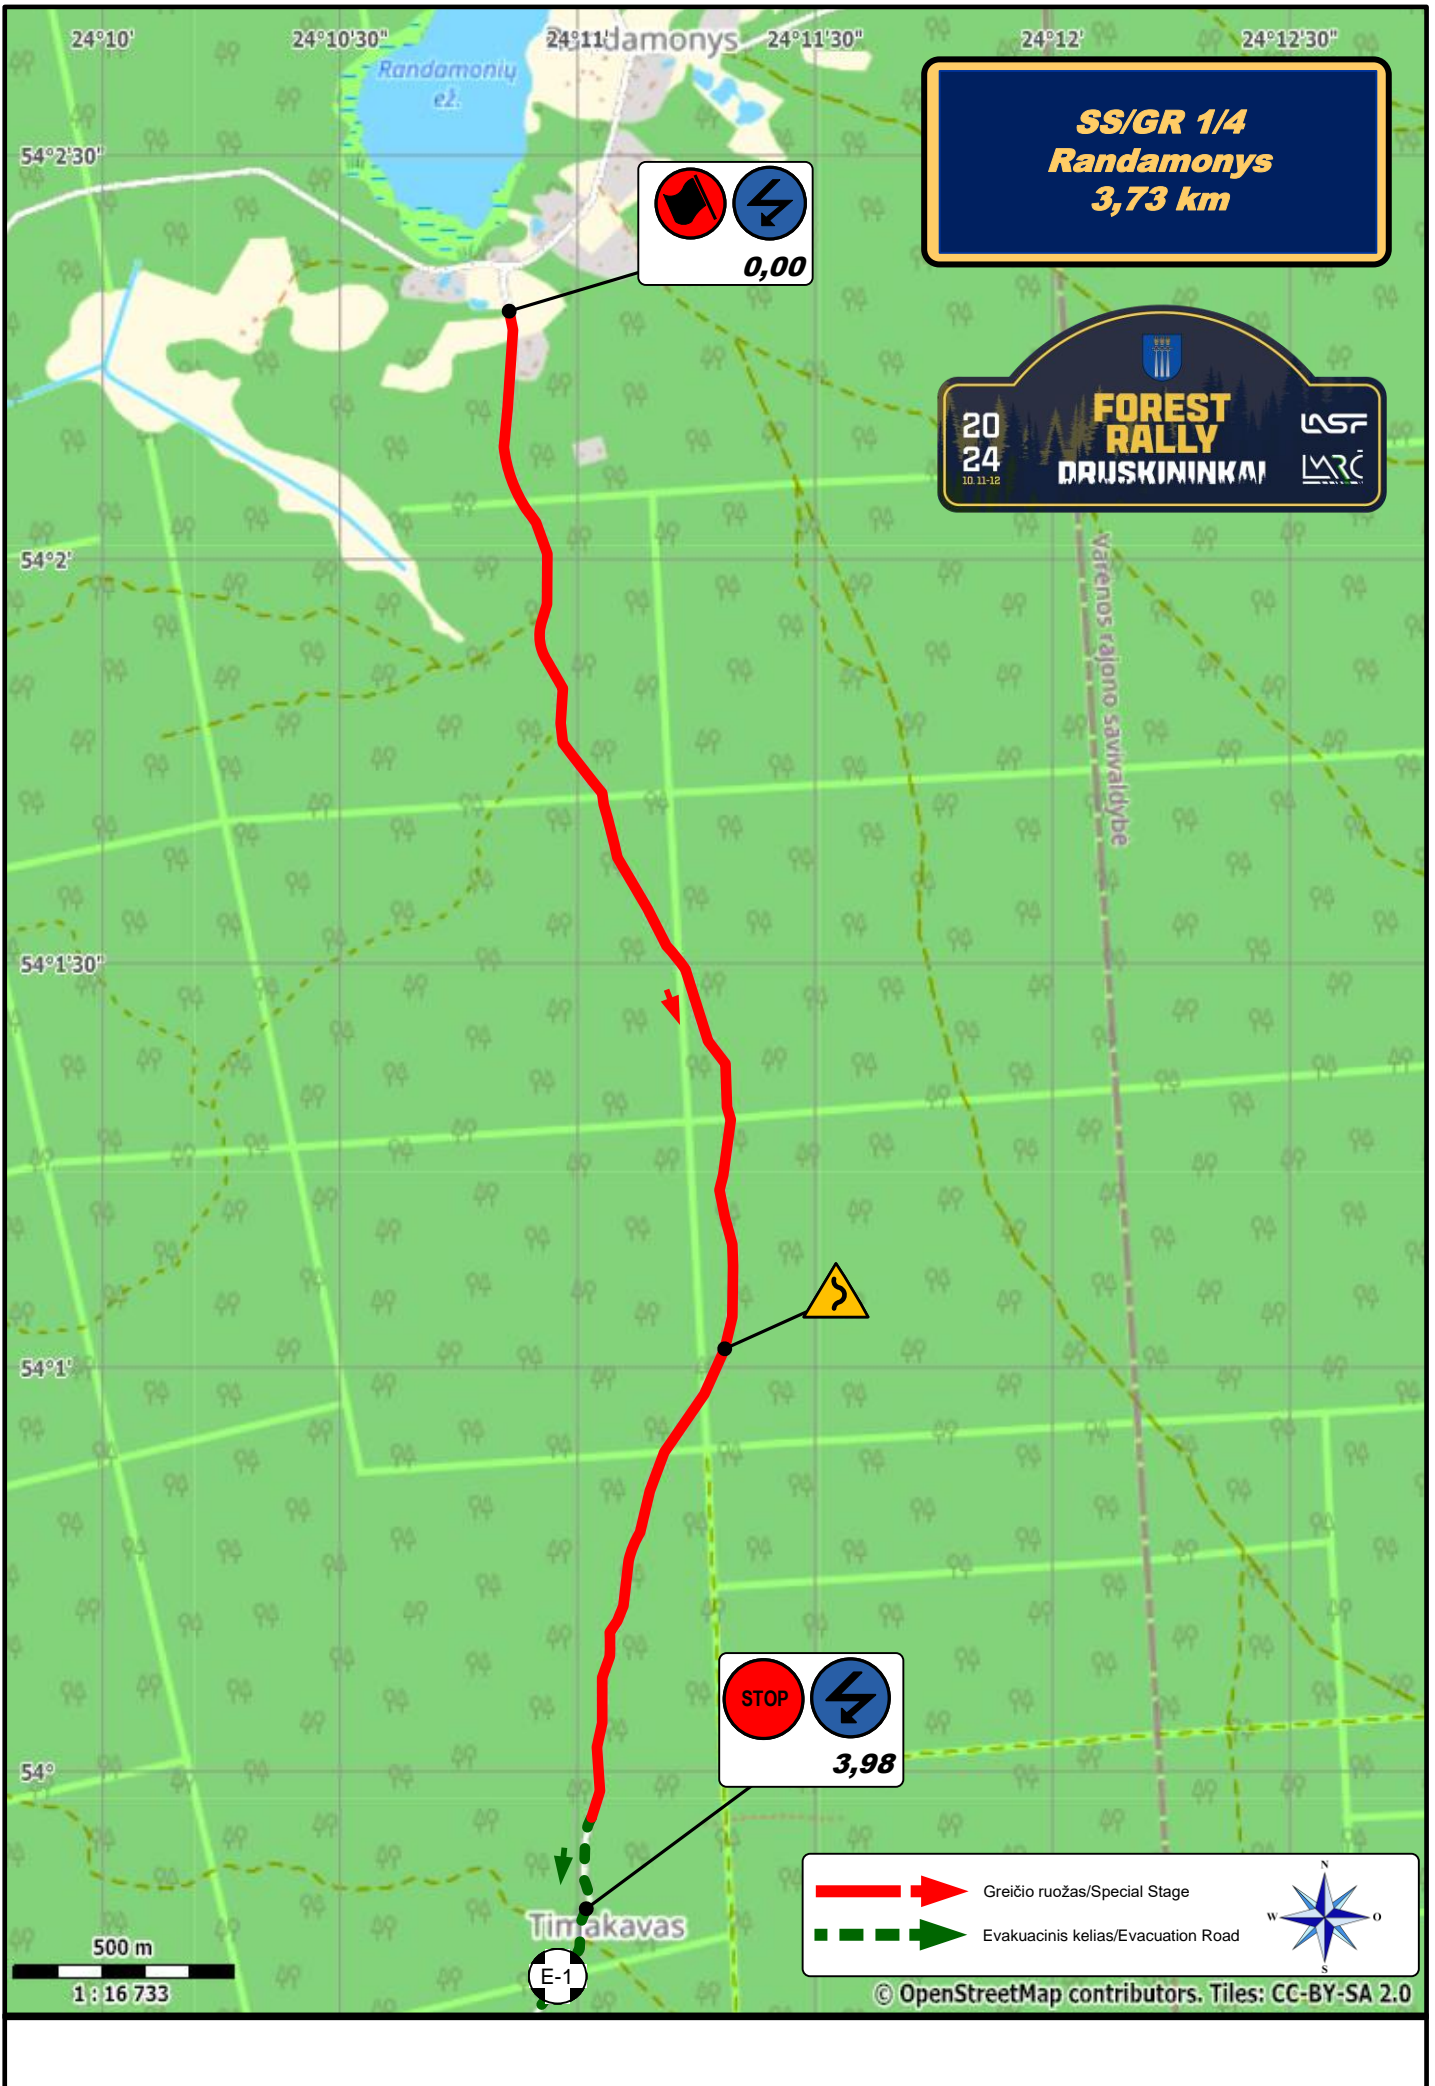 24°10'
24°10'30"
24°11'
Randamonys
24°11'30"
24°12'
24°12'30"
Randamonių
ež.
SS/GR 1/4
Randamonys
3,73 km
54°2'30"
0,00
20
24
10. 11-12
FOREST
RALLY
DRUSKININKAI
LASF
LARČ
54°2'
Varėnos rajono savivaldybė
54°1'30"
54°1'
STOP
3,98
54°
Timakavas
E-1
500 m
1 : 16 733
Greičio ruožas/Special Stage
Evakuacinis kelias/Evacuation Road
N
W
O
S
© OpenStreetMap contributors. Tiles: CC-BY-SA 2.0